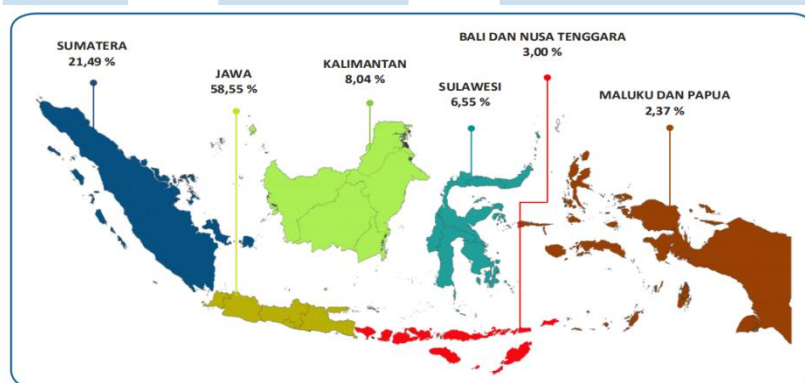 SUMATERA
21,49 %
JAWA
58,55 %
KALIMANTAN
8,04 %
SULAWESI
6,55 %
BALI DAN NUSA TENGGARA
3,00 %
MALUKU DAN PAPUA
2,37 %